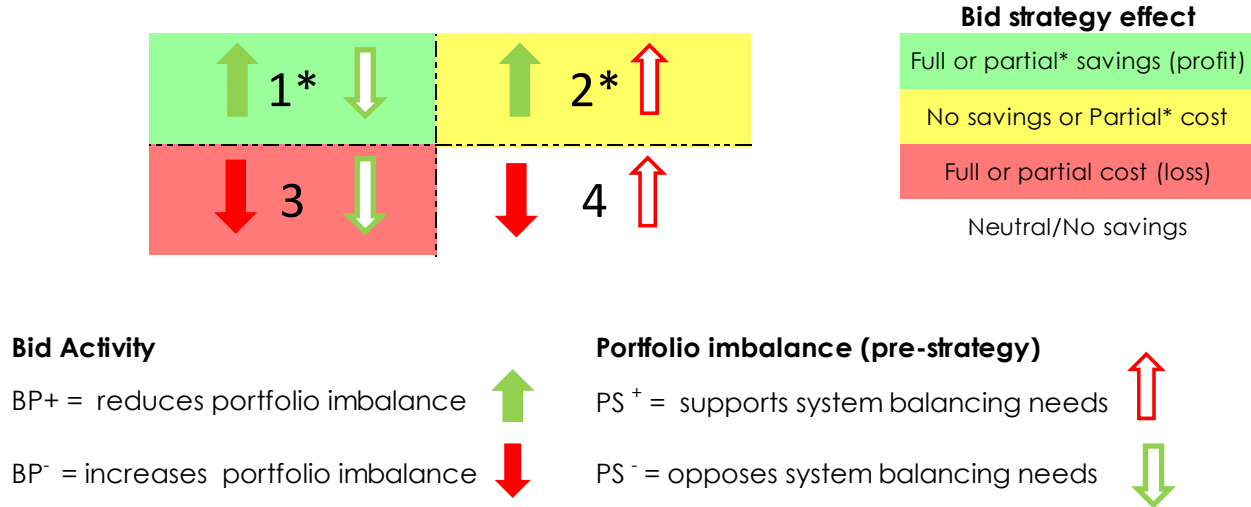 Bid strategy effect
1*
2*
Full or partial* savings (profit)
No savings or Partial* cost
3
4
Full or partial cost (loss)
Neutral/No savings
Bid Activity
Portfolio imbalance (pre-strategy)
BP+ = reduces portfolio imbalance
PS + = supports system balancing needs
BP- = increases portfolio imbalance
PS - = opposes system balancing needs